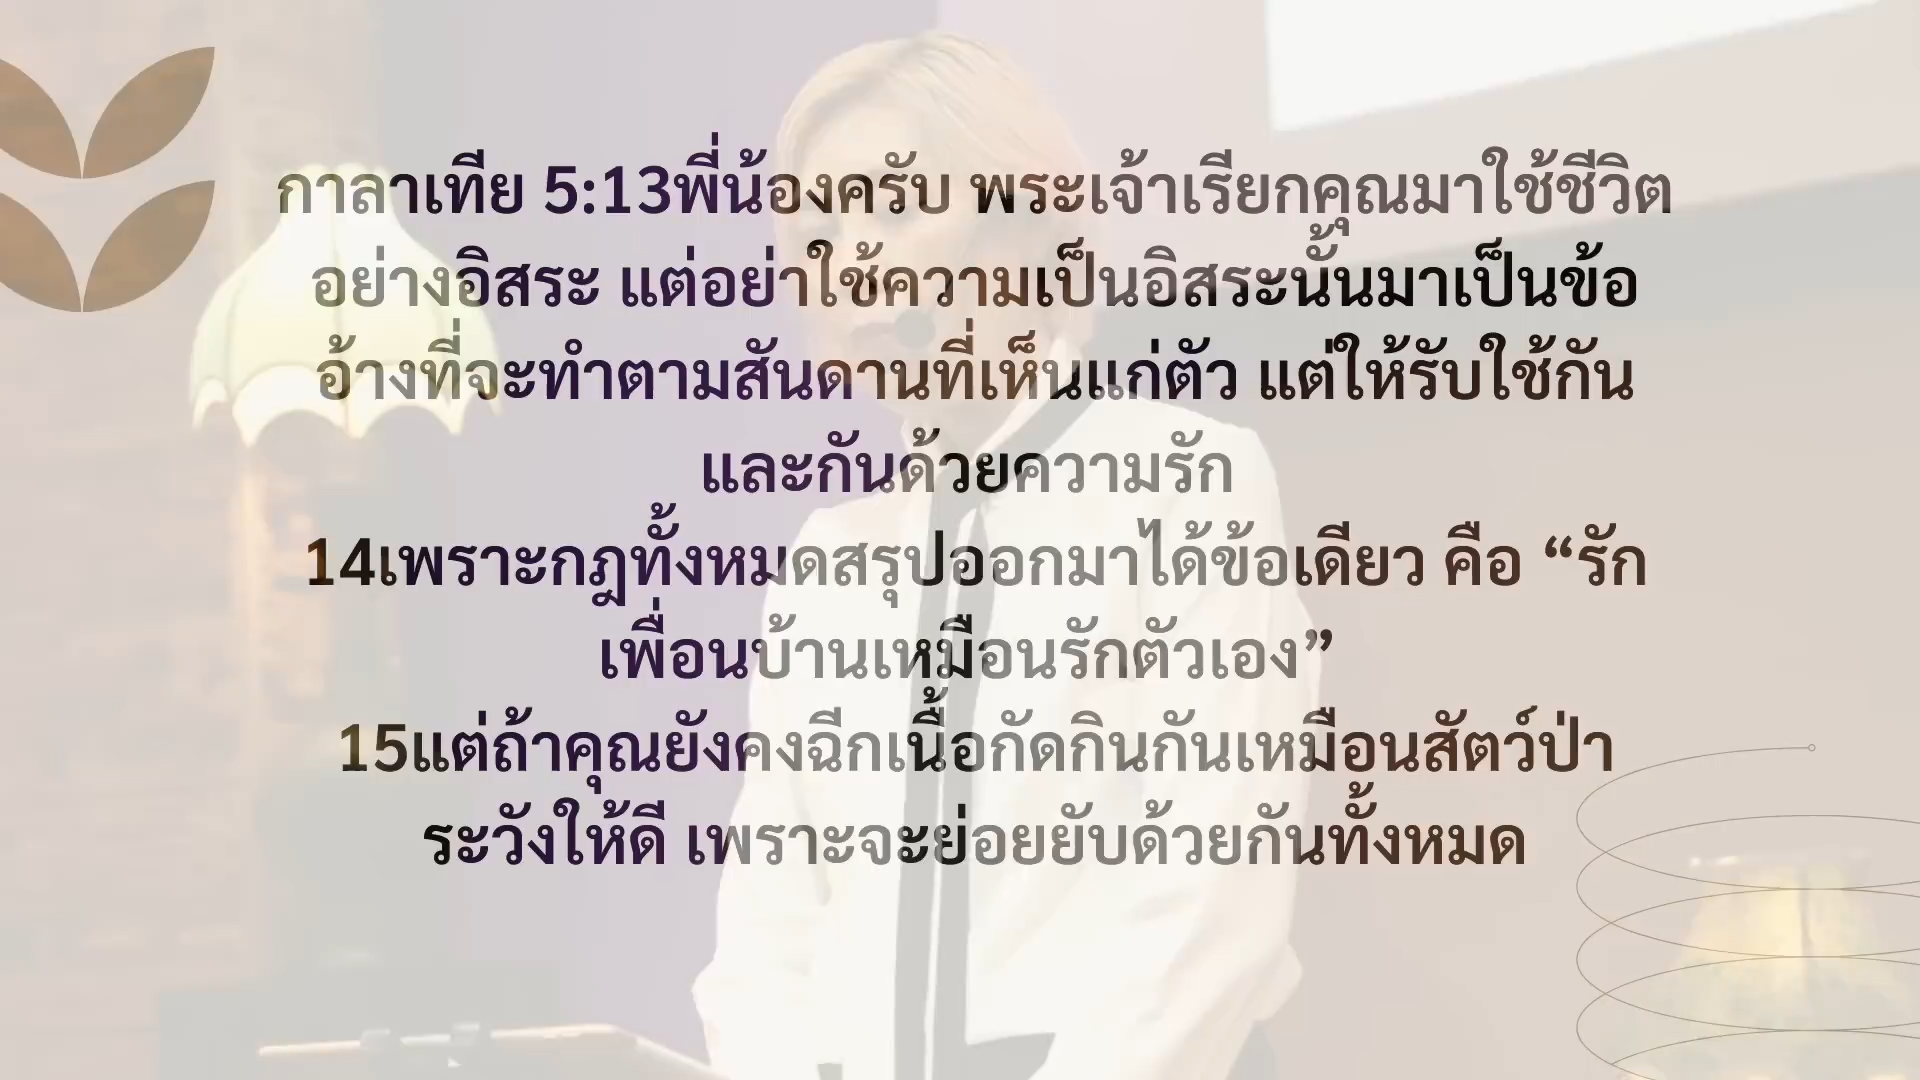 กาลาเทีย 5:13พี่น้องครับ พระเจ้าเรียกคุณมาใช้ชีวิต
อย่างอิสระ แต่อย่าใช้ความเป็นอิสระนั้นมาเป็นข้อ
อ้างที่จะทำตามสันดานที่เห็นแก่ตัว แต่ให้รับใช้กัน
และกันด้วยความรัก
14เพราะกฎทั้งหมดสรุปออกมาได้ข้อเดียว คือ “รัก
เพื่อนบ้านเหมือนรักตัวเอง”
15แต่ถ้าคุณยังคงฉีกเนื้อกัดกินกันเหมือนสัตว์ป่า
ระวังให้ดี เพราะจะย่อยยับด้วยกันทั้งหมด